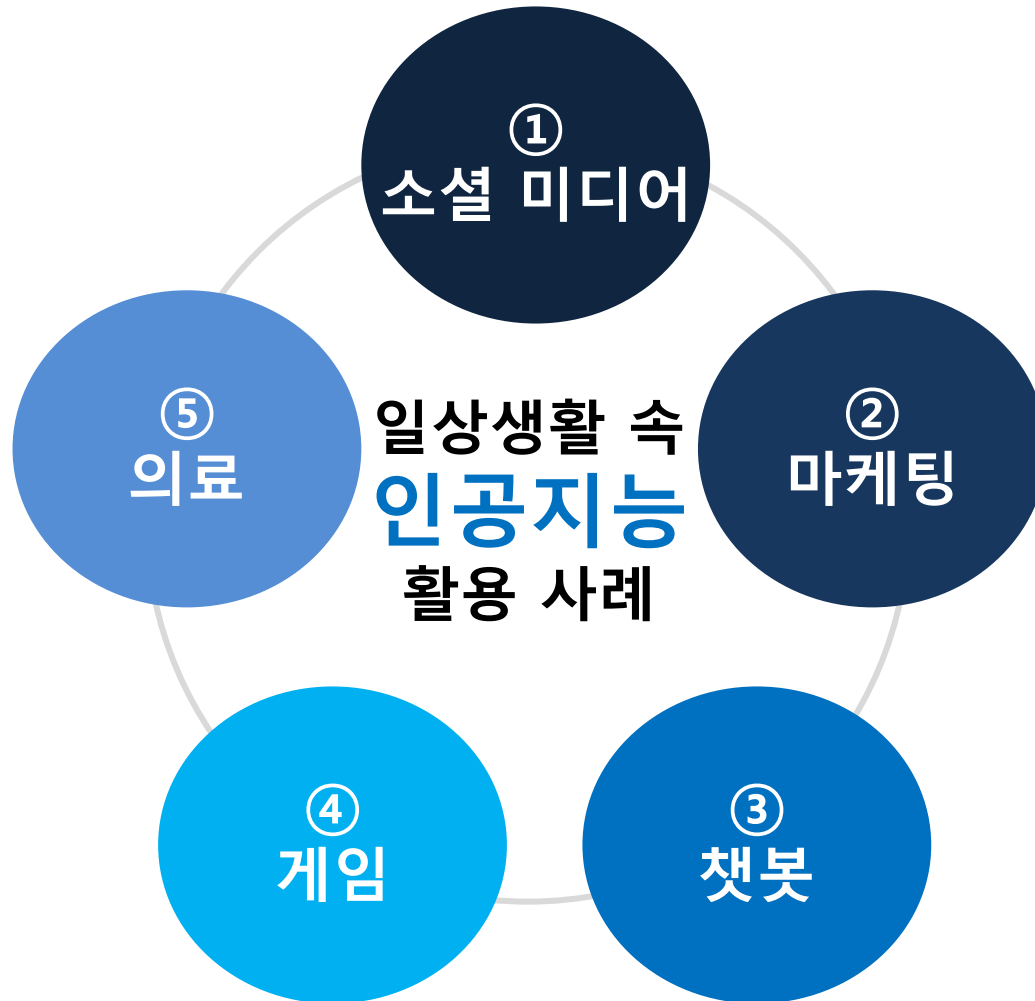 일상생활 속
인공지능
활용 사례
①
소셜 미디어
②
마케팅
③
챗봇
④
게임
⑤
의료